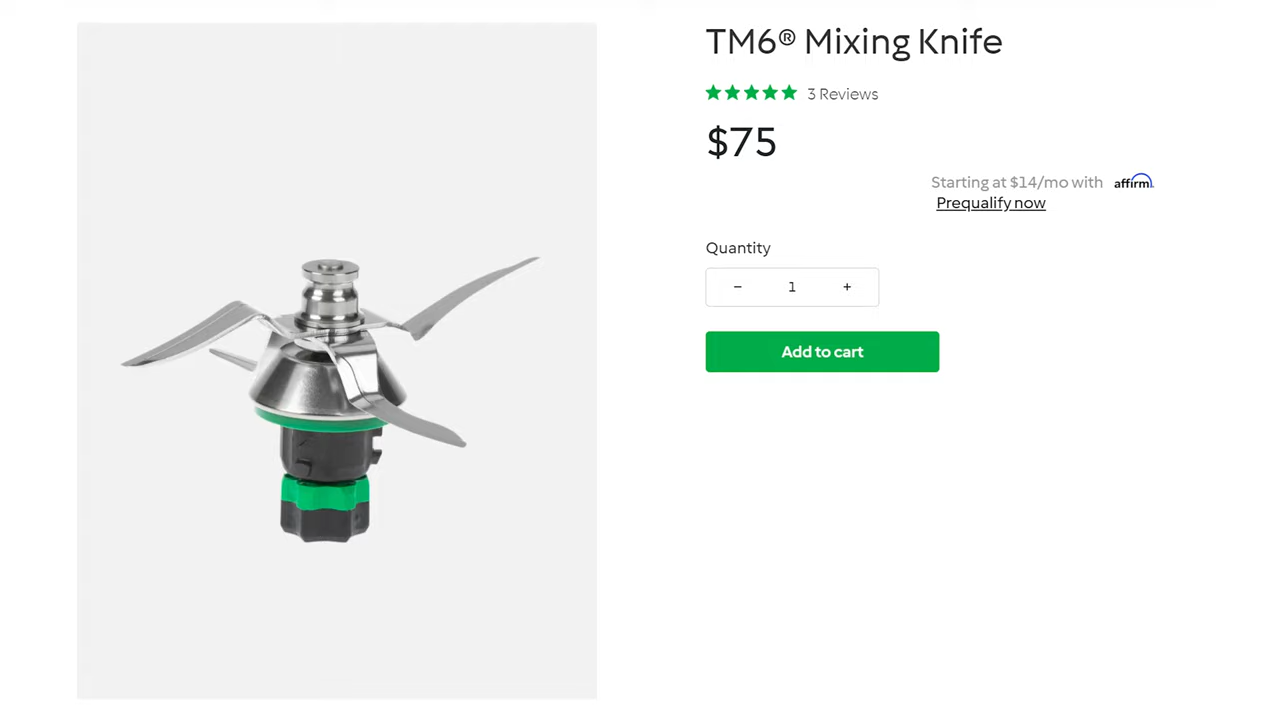 TM6® Mixing Knife
3 Reviews
$75
Starting at $14/mo with affirm
Prequalify now
Quantity
− 1 +
Add to cart